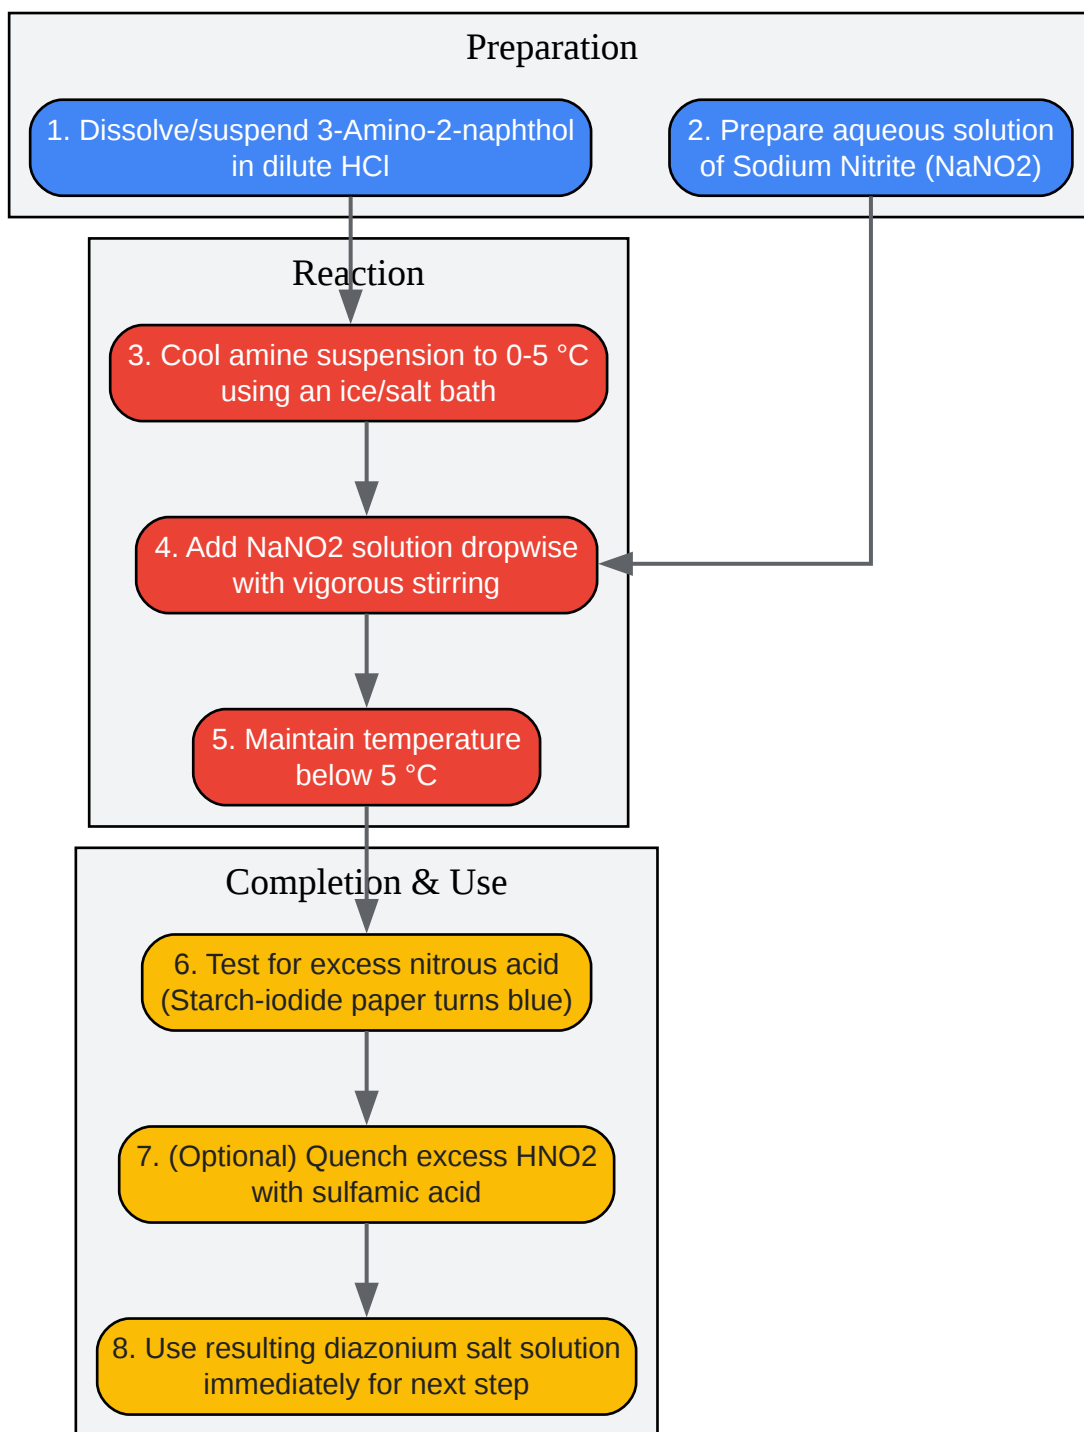 Preparation
1. Dissolve/suspend 3-Amino-2-naphthol
in dilute HCl
2. Prepare aqueous solution
of Sodium Nitrite (NaNO2)
Reaction
3. Cool amine suspension to 0-5 °C
using an ice/salt bath
4. Add NaNO2 solution dropwise
with vigorous stirring
5. Maintain temperature
below 5 °C
Completion & Use
6. Test for excess nitrous acid
(Starch-iodide paper turns blue)
7. (Optional) Quench excess HNO2
with sulfamic acid
8. Use resulting diazonium salt solution
immediately for next step